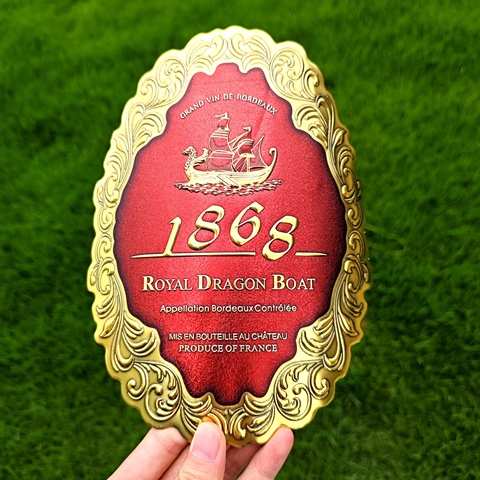 GRAND VIN DE BORDEAUX
1868
ROYAL DRAGON BOAT
Appellation Bordeaux Contrôlée
MIS EN BOUTEILLE AU CHÂTEAU
PRODUCE OF FRANCE